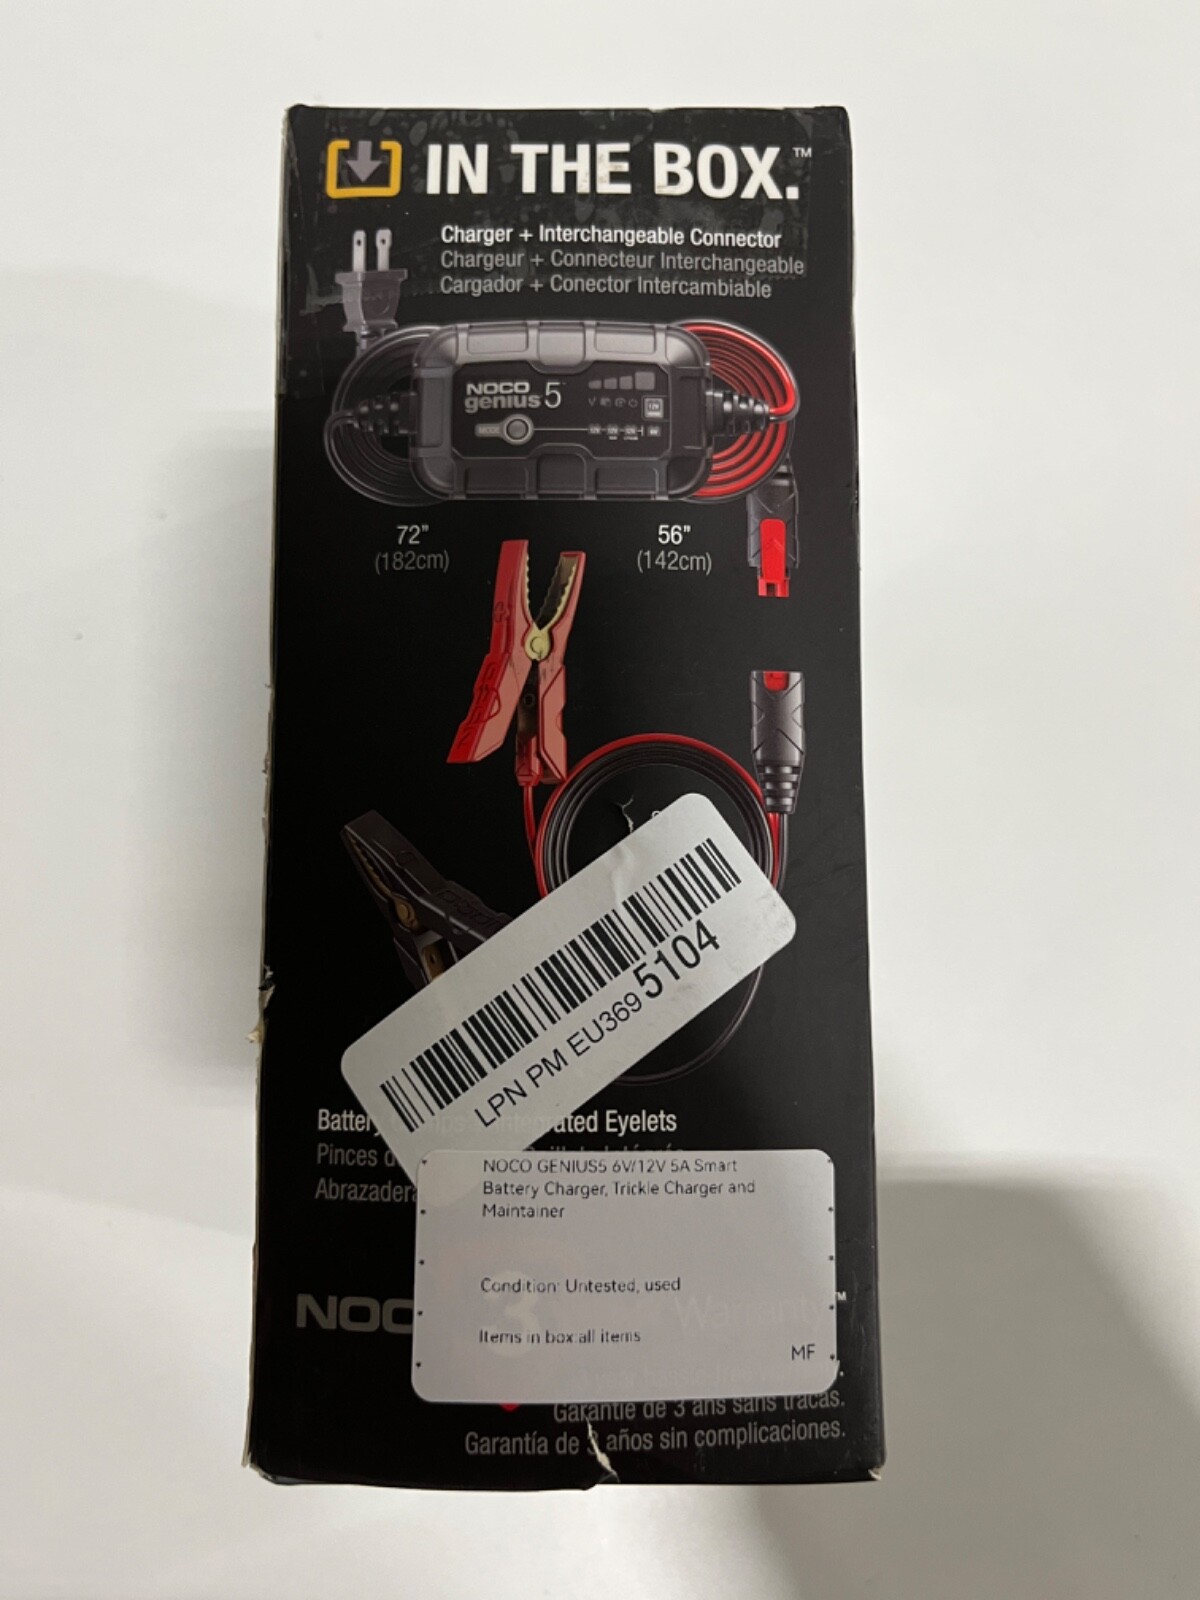 IN THE BOX.™
Charger + Interchangeable Connector
Chargeur + Connecteur Interchangeable
Cargador + Conector Intercambiable
NOCO
genius 5
MODE
72”
(182cm)
56”
(142cm)
LPN PM EU369 5104
Battery Integrated Eyelets
Pinces
NOCO GENIUS5 6V/12V 5A Smart
Battery Charger, Trickle Charger and
Maintainer
Condition: Untested, used
Items in box:all items
MF
NOC 3 Warranty
Garantie de 3 ans sans tracas.
Garantía de 3 años sin complicaciones.